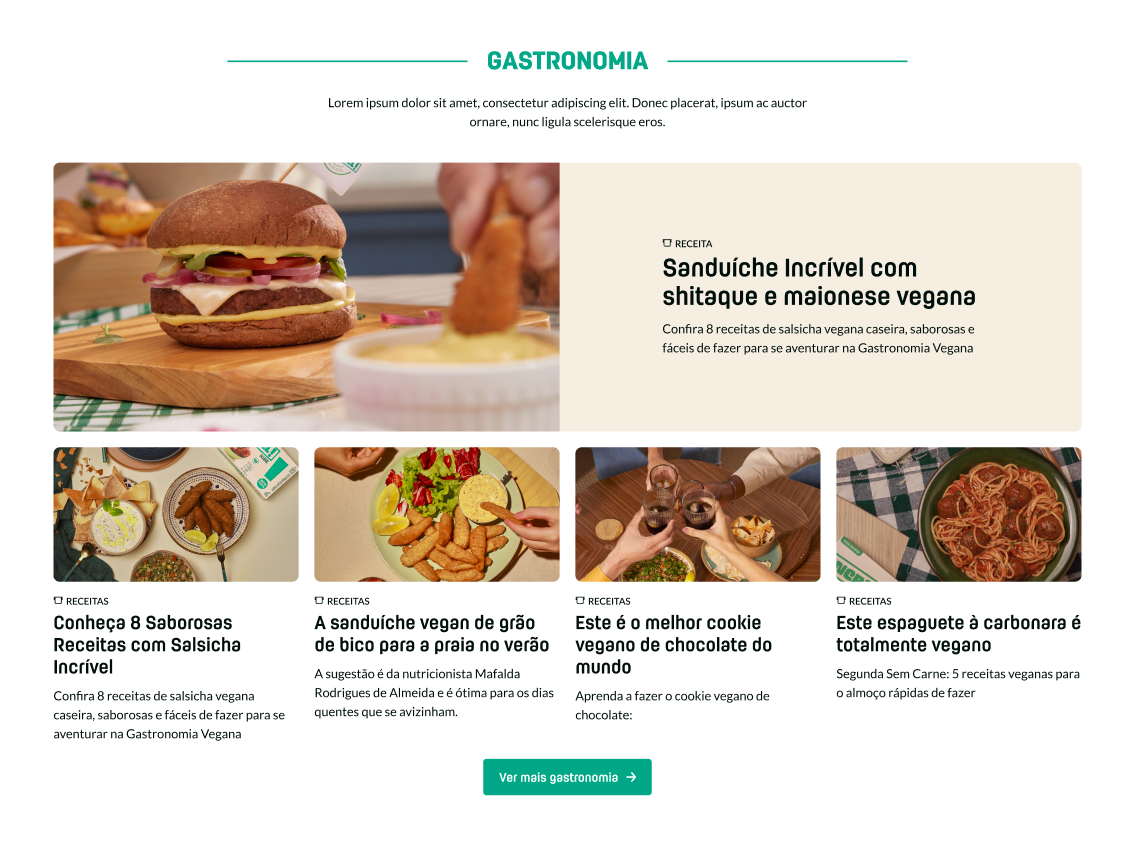 GASTRONOMIA
Lorem ipsum dolor sit amet, consectetur adipiscing elit. Donec placerat, ipsum ac auctor
ornare, nunc ligula scelerisque eros.
RECEITA
Sanduíche Incrível com
shitaque e maionese vegana
Confira 8 receitas de salsicha vegana caseira, saborosas e
fáceis de fazer para se aventurar na Gastronomia Vegana
RECEITAS
Conheça 8 Saborosas
Receitas com Salsicha
Incrível
Confira 8 receitas de salsicha vegana
caseira, saborosas e fáceis de fazer para se
aventurar na Gastronomia Vegana
RECEITAS
A sanduíche vegan de grão
de bico para a praia no verão
A sugestão é da nutricionista Mafalda
Rodrigues de Almeida e é ótima para os dias
quentes que se avizinham.
RECEITAS
Este é o melhor cookie
vegano de chocolate do
mundo
Aprenda a fazer o cookie vegano de
chocolate:
RECEITAS
Este espaguete à carbonara é
totalmente vegano
Segunda Sem Carne: 5 receitas veganas para
o almoço rápidas de fazer
Ver mais gastronomia →